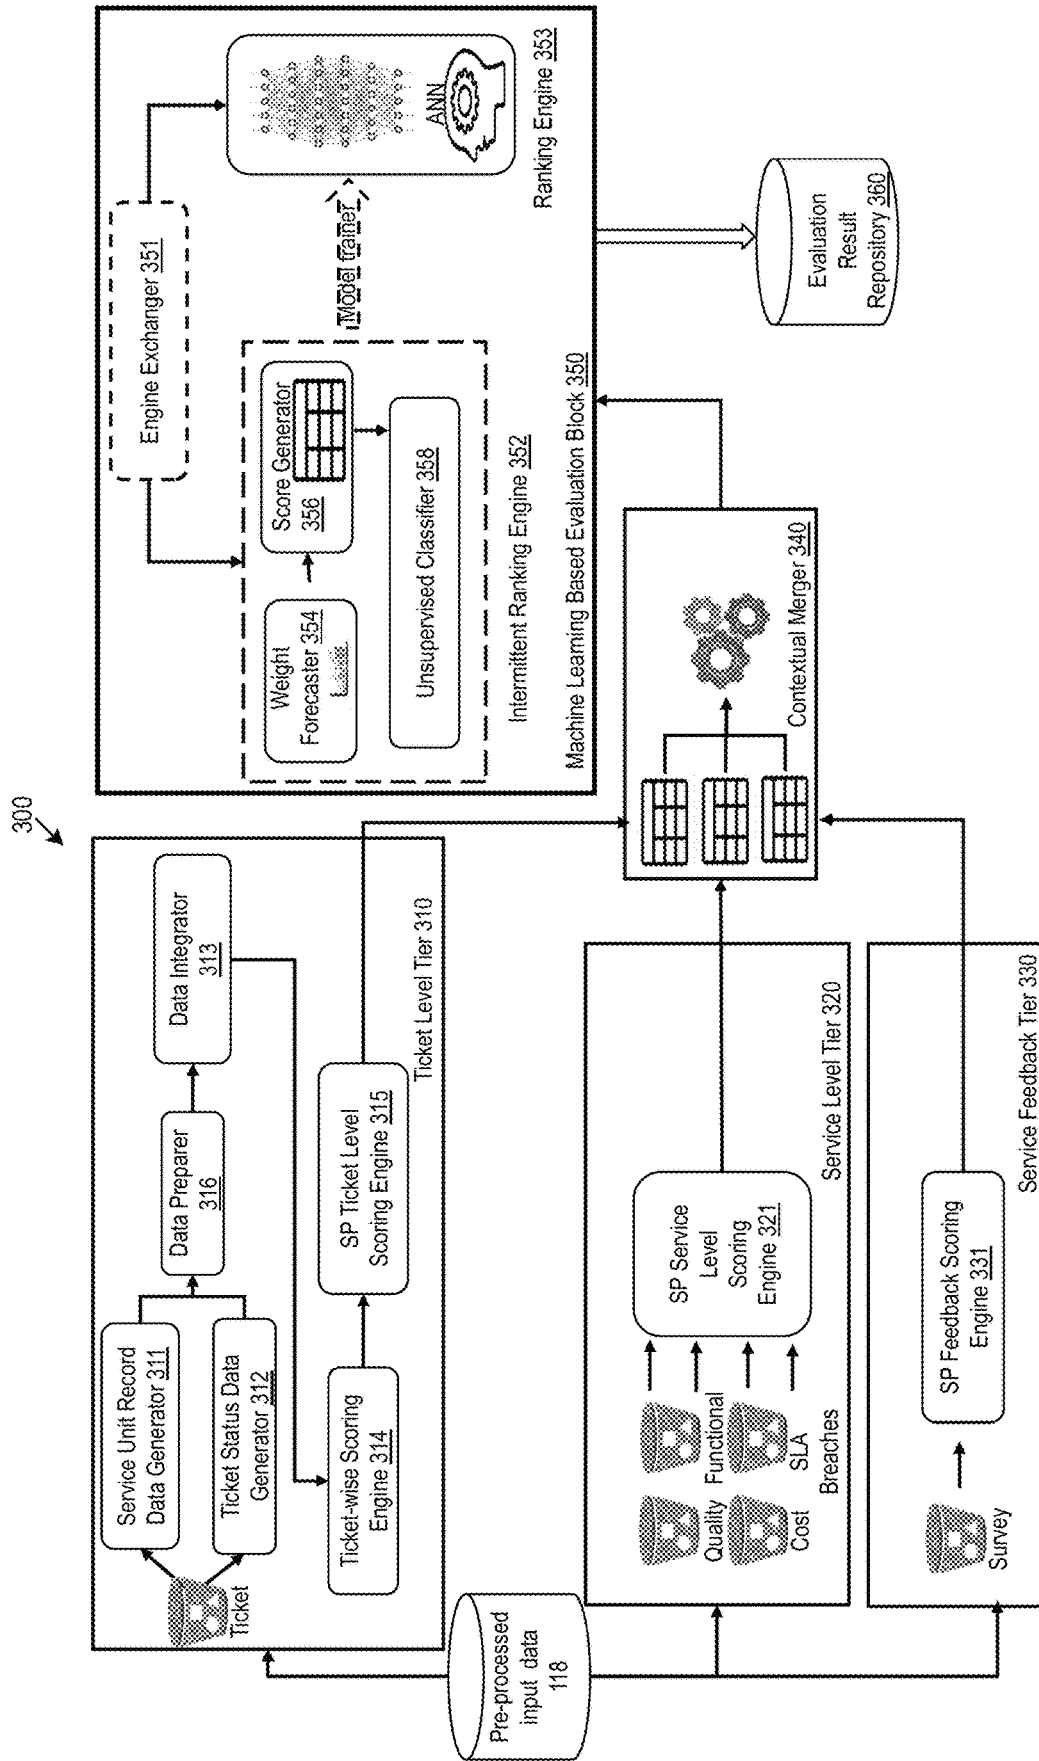 300
Pre-processed
input data
118
Ticket
Service Unit Record
Data Generator 311
Ticket Status Data
Generator 312
Data Preparer
316
Data Integrator
313
Ticket-wise Scoring
Engine 314
SP Ticket Level
Scoring Engine 315
Ticket Level Tier 310
Quality
Functional
Cost
SLA
Breaches
SP Service
Level
Scoring
Engine 321
Service Level Tier 320
Survey
SP Feedback Scoring
Engine 331
Service Feedback Tier 330
Contextual Merger 340
Engine Exchanger 351
Weight
Forecaster 354
Score Generator
356
Unsupervised Classifier 358
Intermittent Ranking Engine 352
Model trainer
ANN
Ranking Engine 353
Machine Learning Based Evaluation Block 350
Evaluation
Result
Repository 360